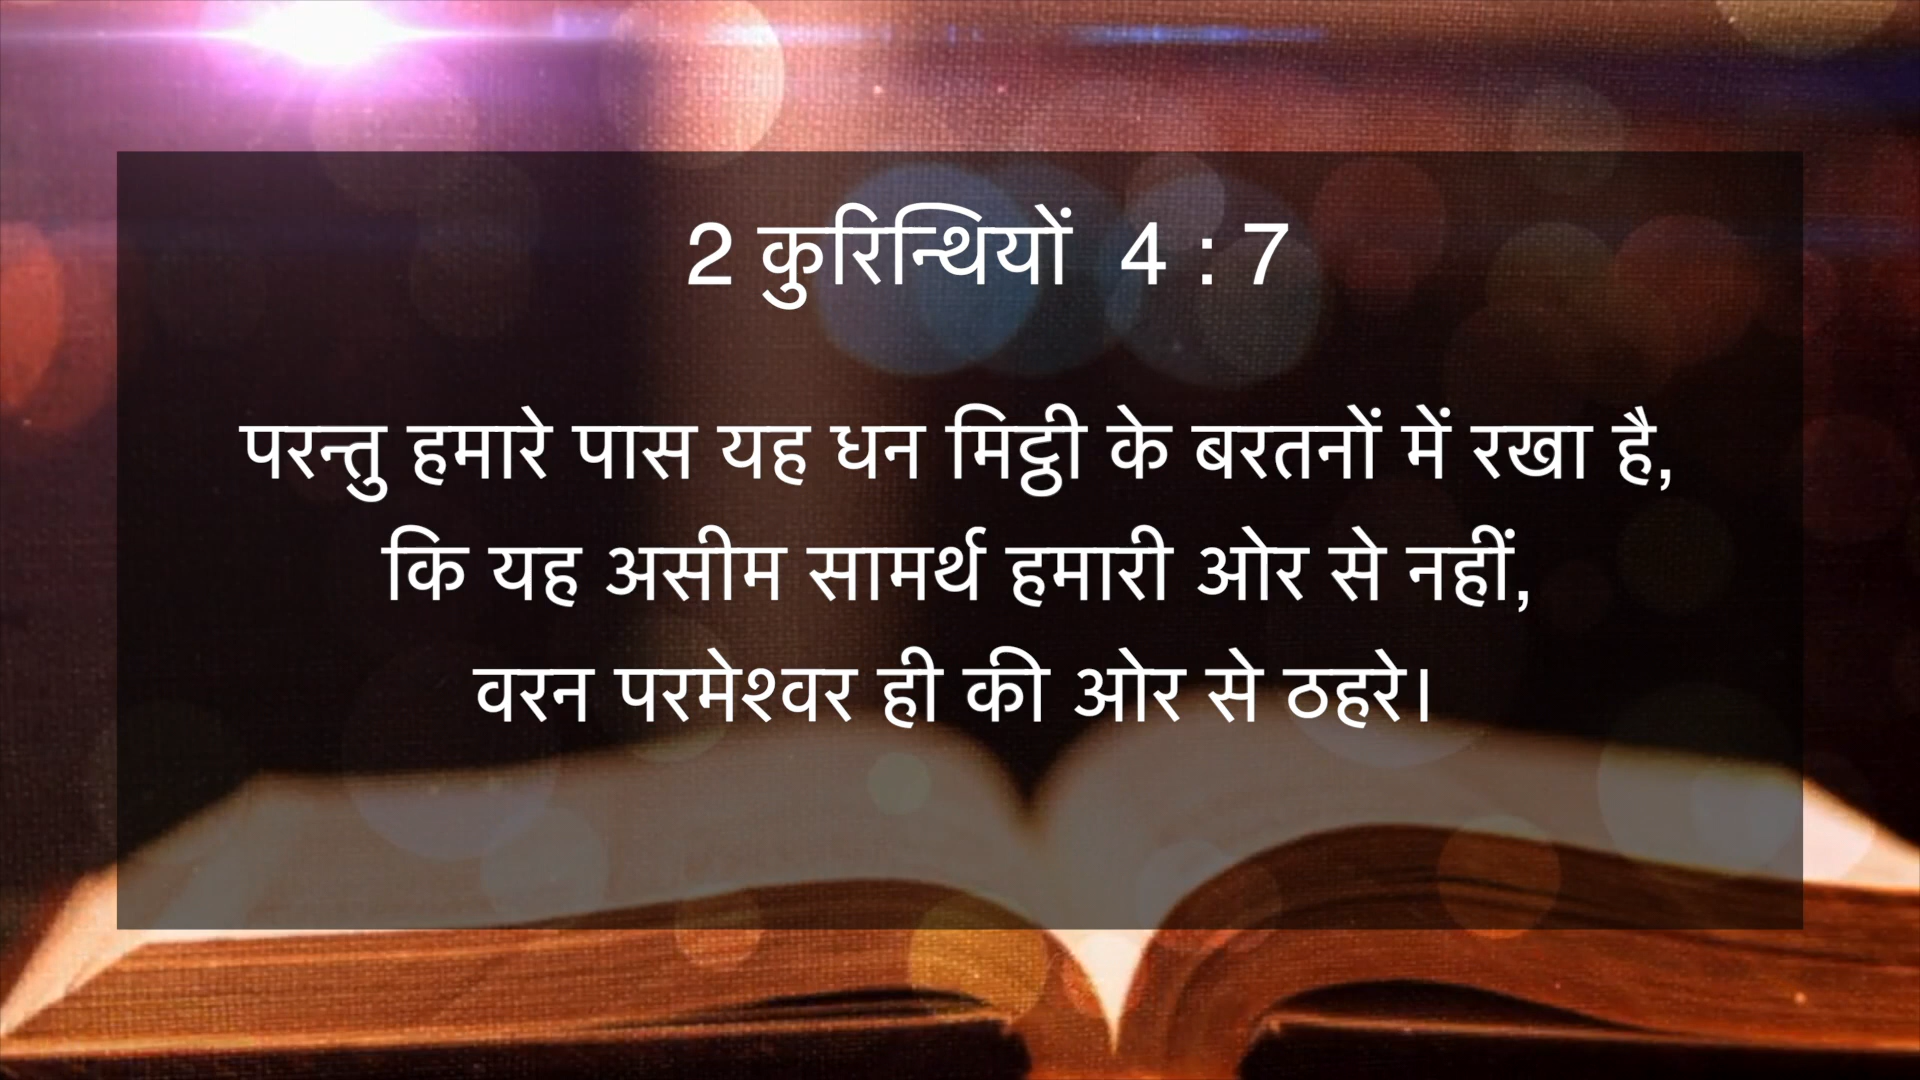 2 कुरिन्थियों 4 : 7
परन्तु हमारे पास यह धन मिट्ठी के बरतनों में रखा है,
कि यह असीम सामर्थ हमारी ओर से नहीं,
वरन परमेश्वर ही की ओर से ठहरे।